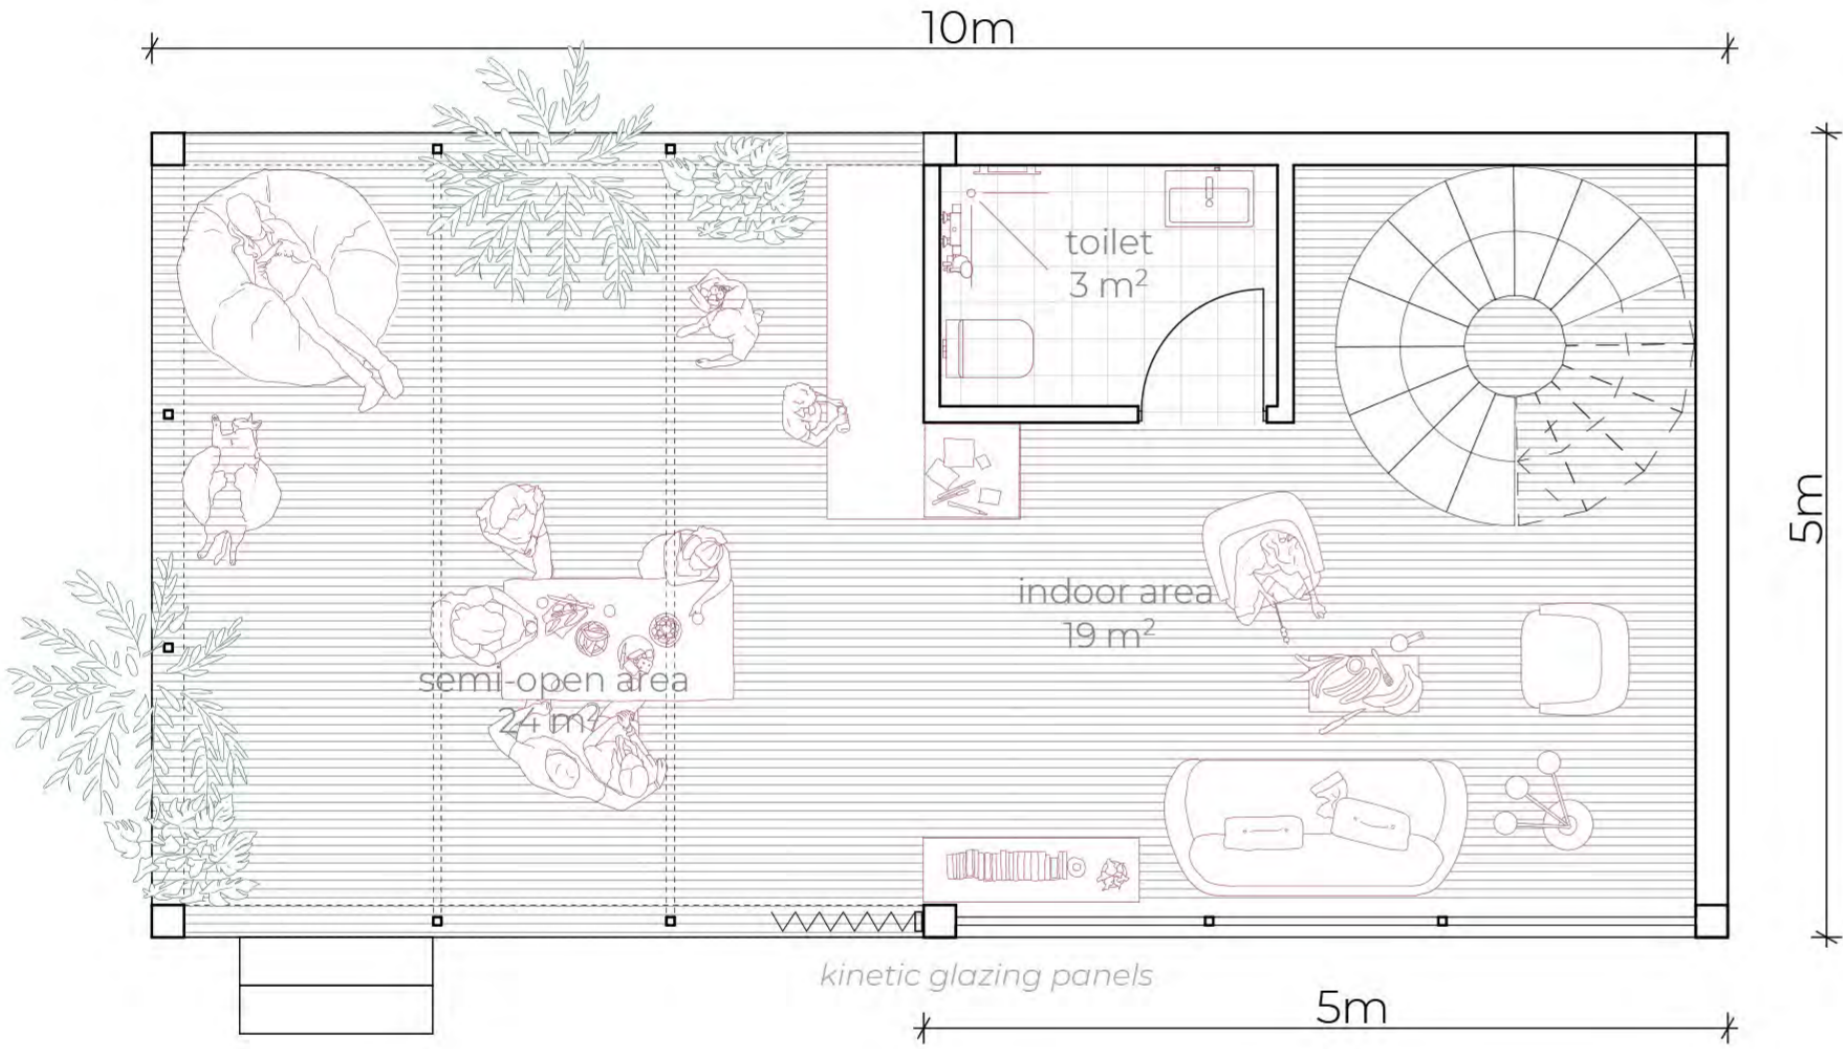 10m
toilet
3 m²
5m
indoor area
19 m²
semi-open area
24 m²
kinetic glazing panels
5m